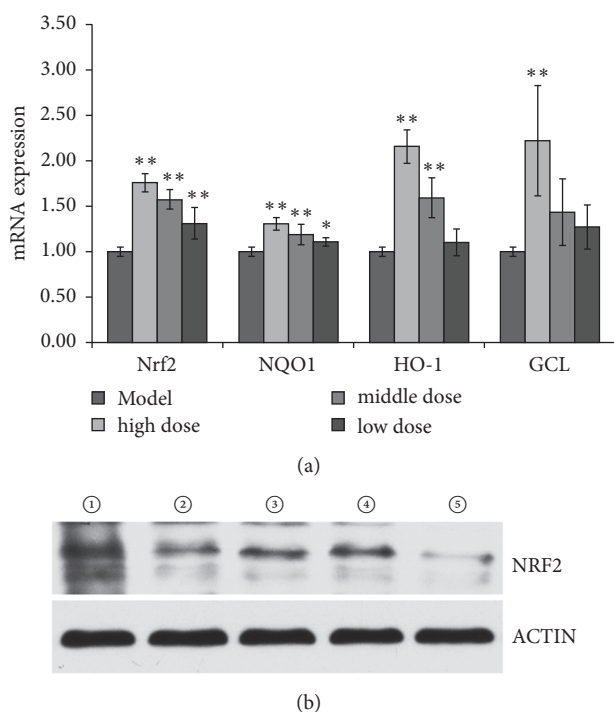 3.50
3.00
2.50
2.00
1.50
1.00
0.50
0.00
mRNA expression
** ** **
** ** *
** **
**
Nrf2 NQO1 HO-1 GCL
Model middle dose
high dose low dose
(a)
① ② ③ ④ ⑤
NRF2
ACTIN
(b)